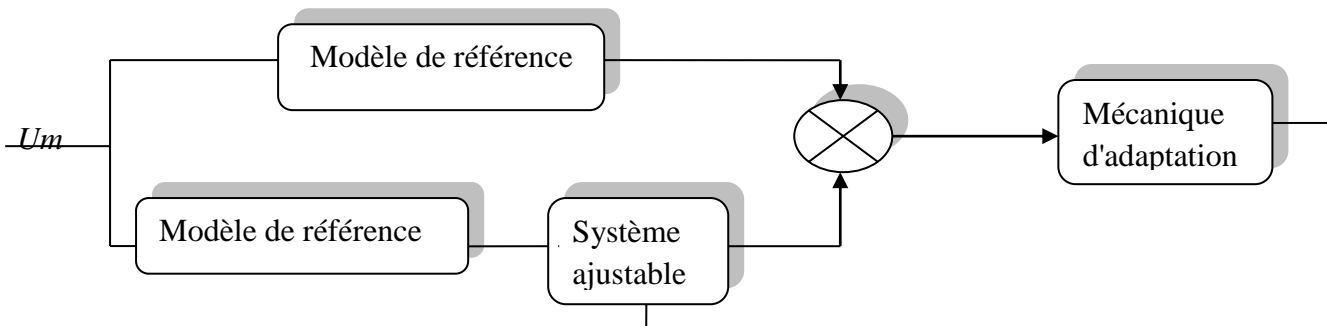 Modèle de référence
Um
Mécanique
d'adaptation
Modèle de référence
Système
ajustable